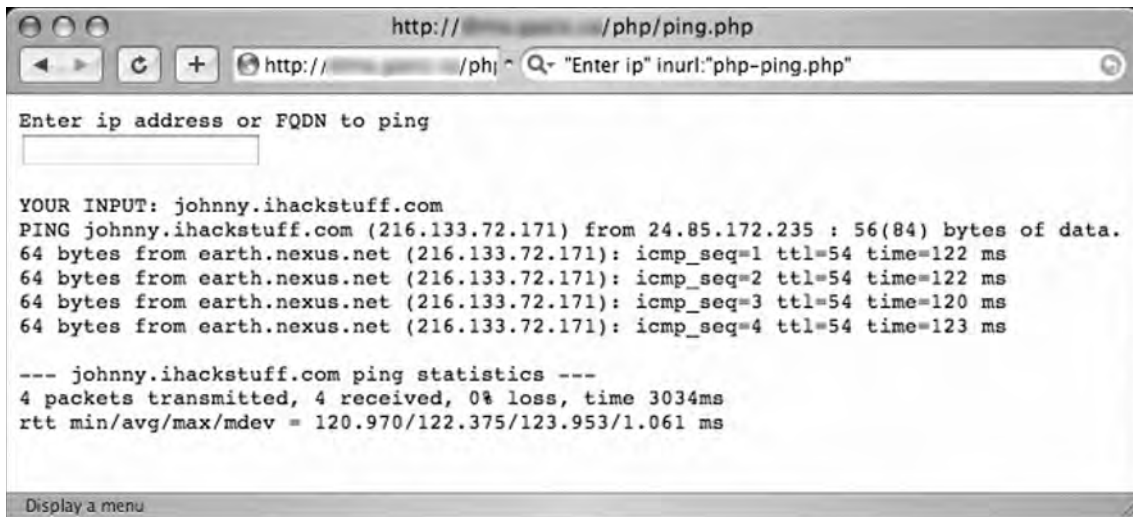 http:// /php/ping.php
http:// /ph
"Enter ip" inurl:"php-ping.php"
Enter ip address or FQDN to ping
YOUR INPUT: johnny.ihackstuff.com
PING johnny.ihackstuff.com (216.133.72.171) from 24.85.172.235 : 56(84) bytes of data.
64 bytes from earth.nexus.net (216.133.72.171): icmp_seq=1 ttl=54 time=122 ms
64 bytes from earth.nexus.net (216.133.72.171): icmp_seq=2 ttl=54 time=122 ms
64 bytes from earth.nexus.net (216.133.72.171): icmp_seq=3 ttl=54 time=120 ms
64 bytes from earth.nexus.net (216.133.72.171): icmp_seq=4 ttl=54 time=123 ms
--- johnny.ihackstuff.com ping statistics ---
4 packets transmitted, 4 received, 0% loss, time 3034ms
rtt min/avg/max/mdev = 120.970/122.375/123.953/1.061 ms
Display a menu